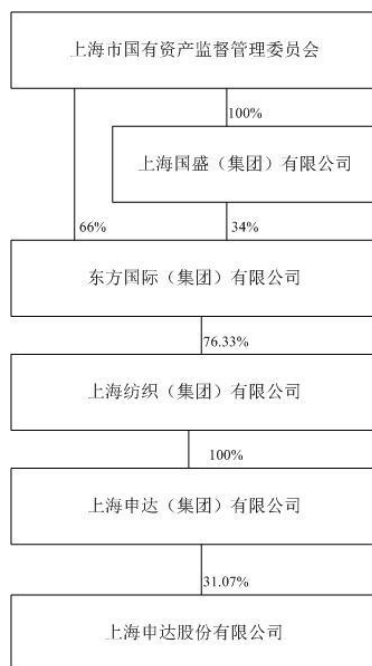 上海市国有资产监督管理委员会
100%
上海国盛（集团）有限公司
66%
34%
东方国际（集团）有限公司
76.33%
上海纺织（集团）有限公司
100%
上海申达（集团）有限公司
31.07%
上海申达股份有限公司